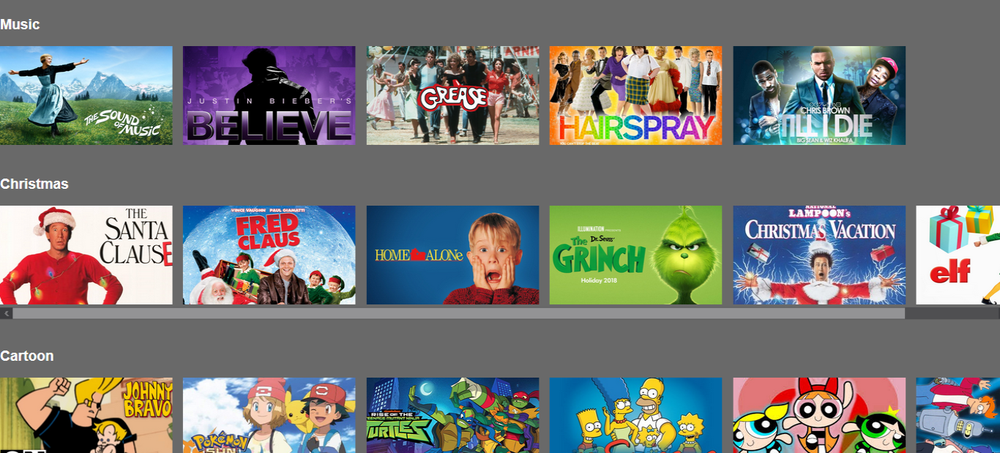 Music
THE SOUND
OF
MUSIC
JUSTIN BIEBER'S
BELIEVE
GREASE
HAIRSPRAY
CHRIS BROWN
TILL I DIE
BIG SEAN & WIZ KHALIFA
Christmas
THE
SANTA
CLAUSE
VINCE VAUGHN PAUL GIAMATTI
FRED
CLAUS
HOME ALONe
ILLUMINATION PRESENTS
The Dr. Seuss'
GRINCH
Holiday 2018
NATIONAL
LAMPOON's
CHRISTMAS VACATION
elf
Cartoon
JOHNNY
BRAVO
POKéMON
SUN
RISE OF THE
TEENAGE MUTANT NINJA
TURTLES